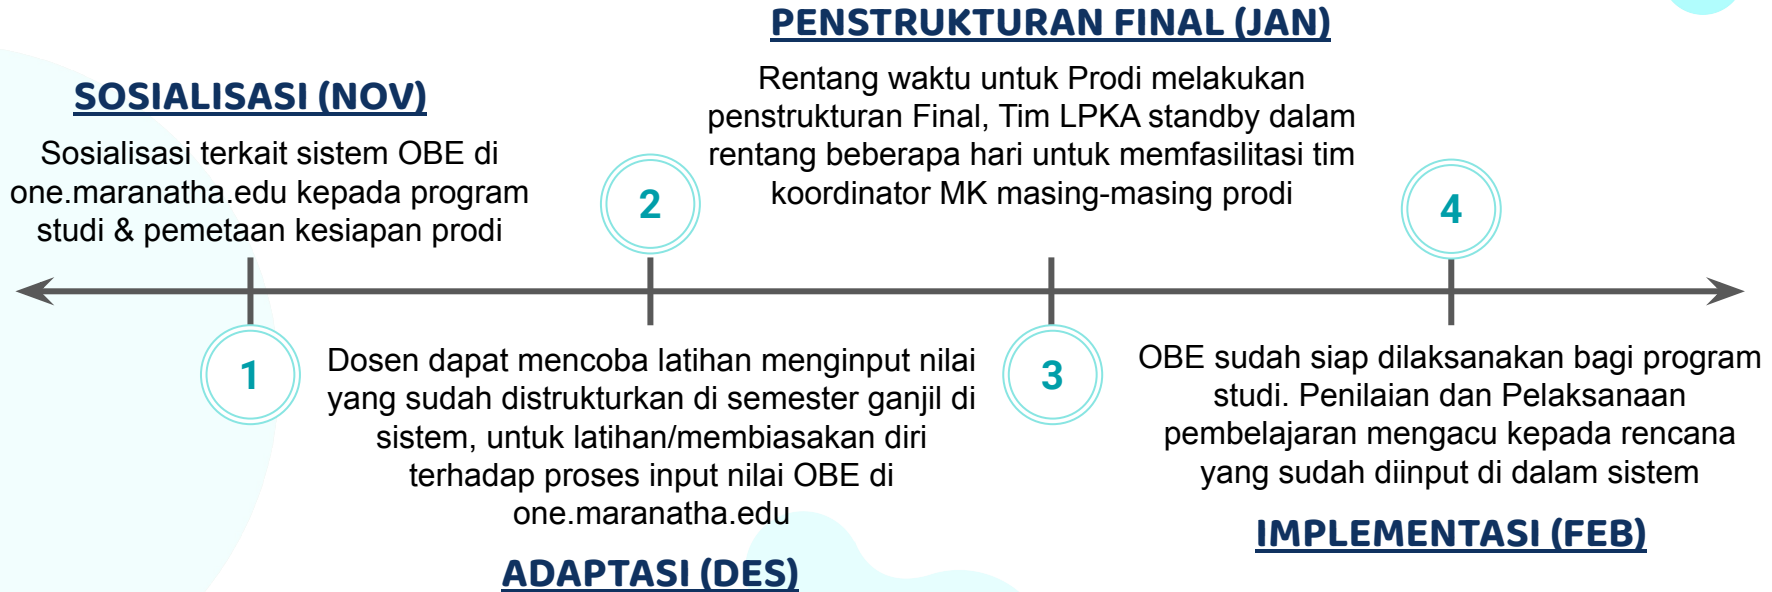 SOSIALISASI (NOV)
Sosialisasi terkait sistem OBE di
one.maranatha.edu kepada program
studi & pemetaan kesiapan prodi
1
2
Dosen dapat mencoba latihan menginput nilai
yang sudah distrukturkan di semester ganjil di
sistem, untuk latihan/membiasakan diri
terhadap proses input nilai OBE di
one.maranatha.edu
ADAPTASI (DES)
PENSTRUKTURAN FINAL (JAN)
Rentang waktu untuk Prodi melakukan
penstrukturan Final, Tim LPKA standby dalam
rentang beberapa hari untuk memfasilitasi tim
koordinator MK masing-masing prodi
3
4
OBE sudah siap dilaksanakan bagi program
studi. Penilaian dan Pelaksanaan
pembelajaran mengacu kepada rencana
yang sudah diinput di dalam sistem
IMPLEMENTASI (FEB)